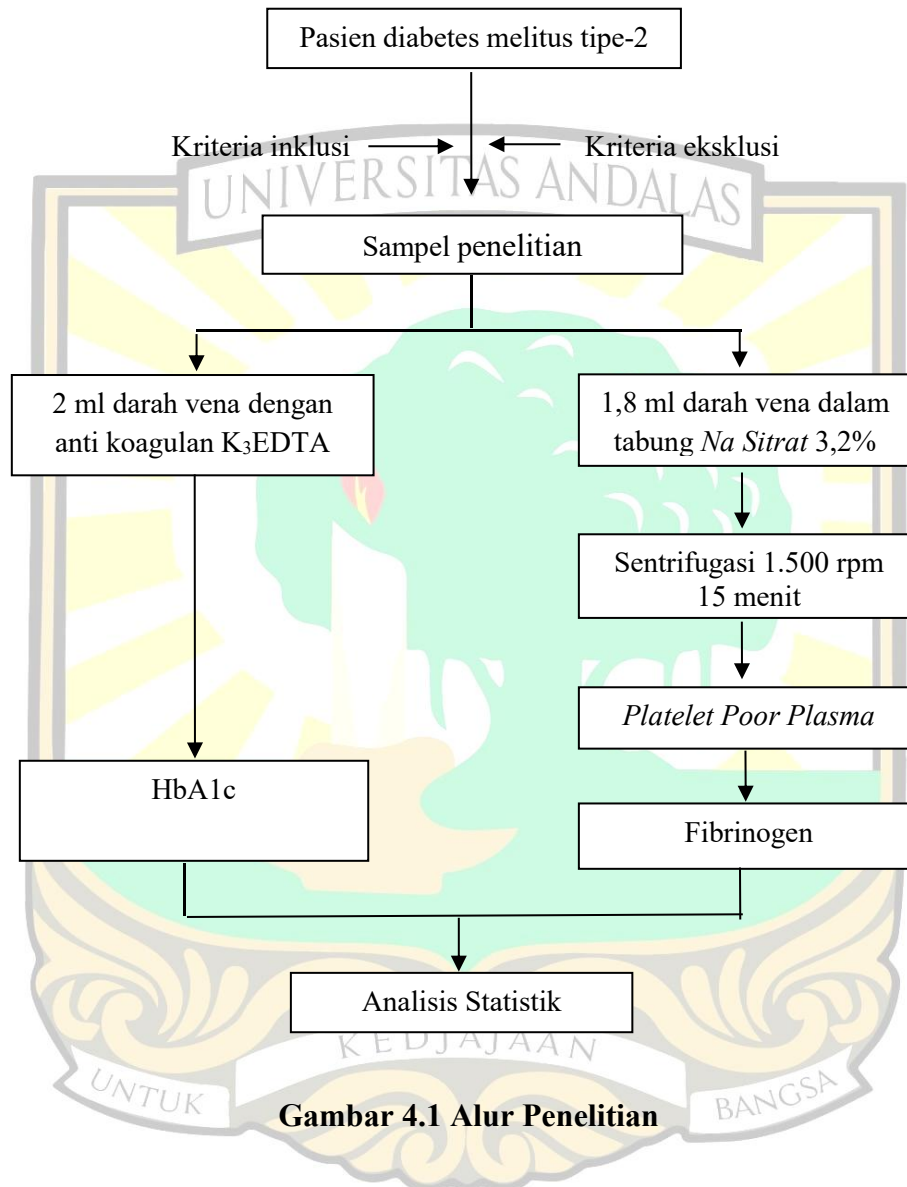 Pasien diabetes melitus tipe-2
Kriteria inklusi
Kriteria eksklusi
UNIVERSITAS ANDALAS
Sampel penelitian
2 ml darah vena dengan
anti koagulan K₃EDTA
1,8 ml darah vena dalam
tabung Na Sitrat 3,2%
Sentrifugasi 1.500 rpm
15 menit
Platelet Poor Plasma
HbA1c
Fibrinogen
Analisis Statistik
KEDJAJAAN
UNTUK
BANGSA
Gambar 4.1 Alur Penelitian